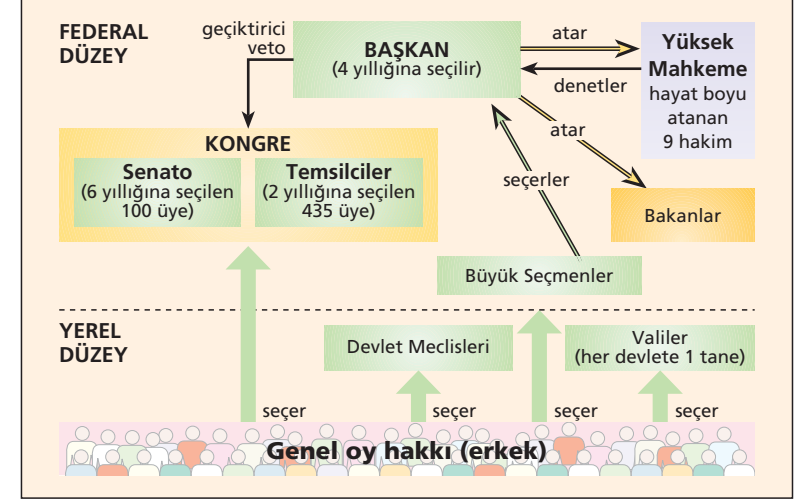 FEDERAL
DÜZEY
geçiktirici
veto
BAŞKAN
(4 yıllığına seçilir)
atar
denetler
Yüksek
Mahkeme
hayat boyu
atanan
9 hakim
atar
KONGRE
Senato
(6 yıllığına seçilen
100 üye)
Temsilciler
(2 yıllığına seçilen
435 üye)
seçerler
Bakanlar
Büyük Seçmenler
YEREL
DÜZEY
Devlet Meclisleri
Valiler
(her devlete 1 tane)
seçer
seçer
seçer
seçer
Genel oy hakkı (erkek)